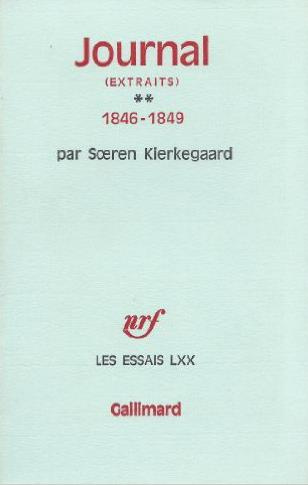 Journal
(EXTRAITS)
**
1846-1849
par Sœren Kierkegaard
nrf
LES ESSAIS LXX
Gallimard